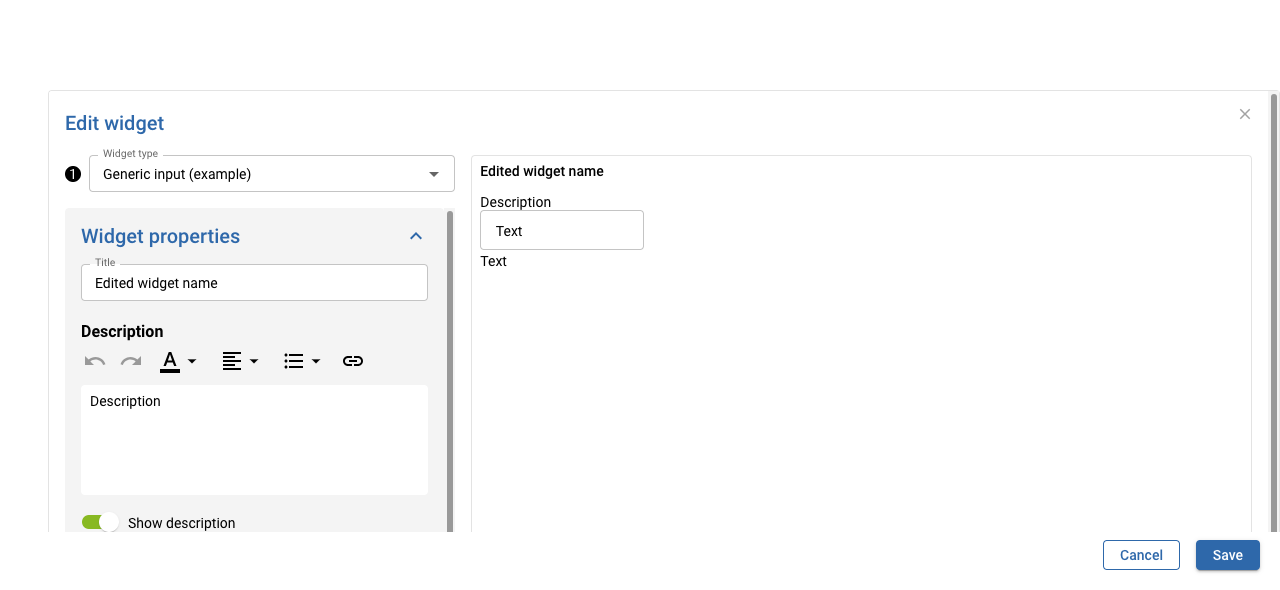 Edit widget
Widget type
1
Generic input (example)
Widget properties
Title
Edited widget name
Description
A
Description
Show description
Edited widget name
Description
Text
Text
Cancel
Save